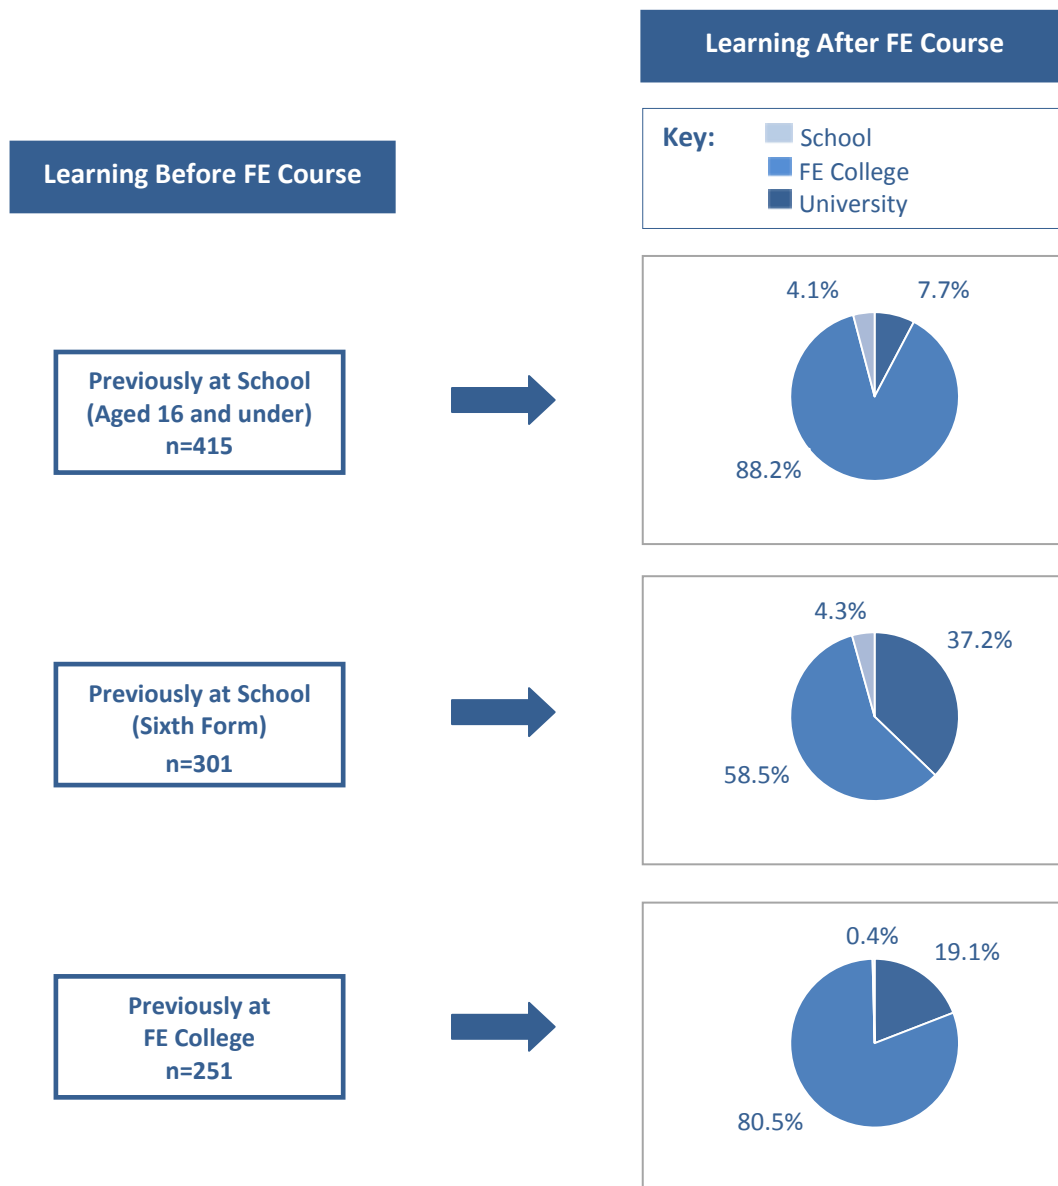 Learning After FE Course
Key:
School
FE College
University
Learning Before FE Course
Previously at School
(Aged 16 and under)
n=415
4.1%
7.7%
88.2%
Previously at School
(Sixth Form)
n=301
4.3%
37.2%
58.5%
Previously at
FE College
n=251
0.4%
19.1%
80.5%